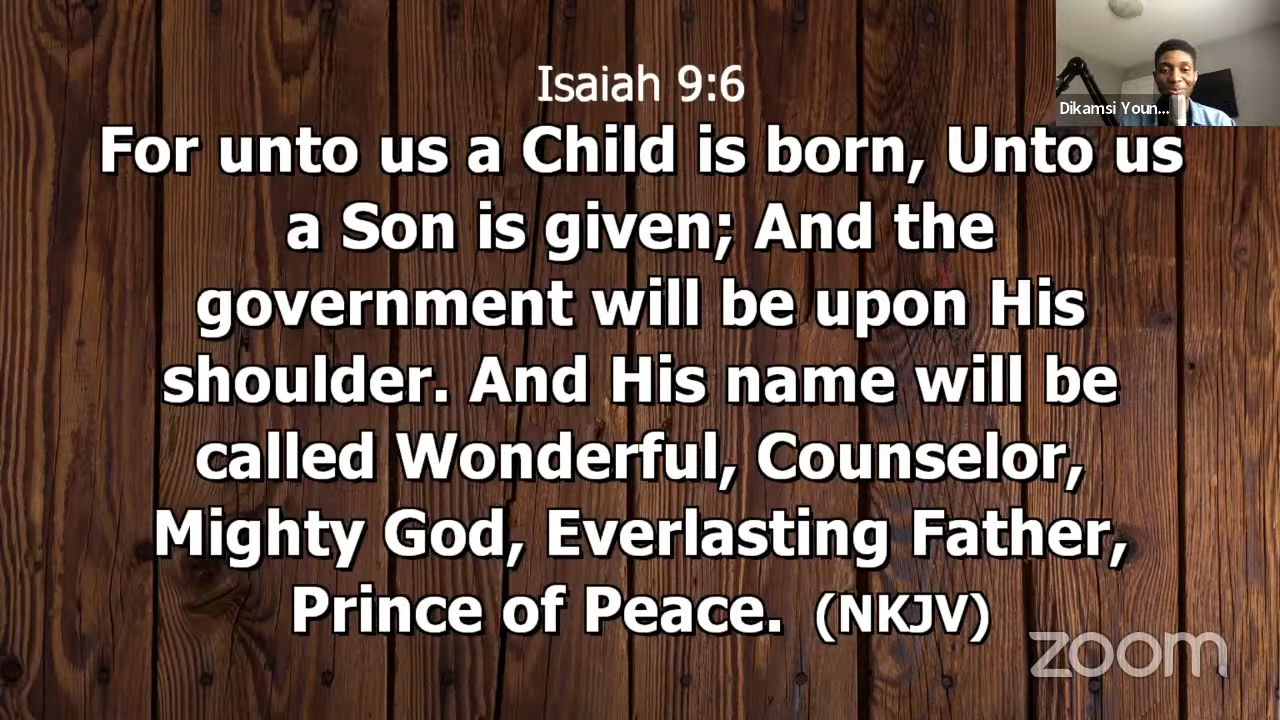 Dikamsi Youn...
Isaiah 9:6
For unto us a Child is born, Unto us
a Son is given; And the
government will be upon His
shoulder. And His name will be
called Wonderful, Counselor,
Mighty God, Everlasting Father,
Prince of Peace. (NKJV)
zoom